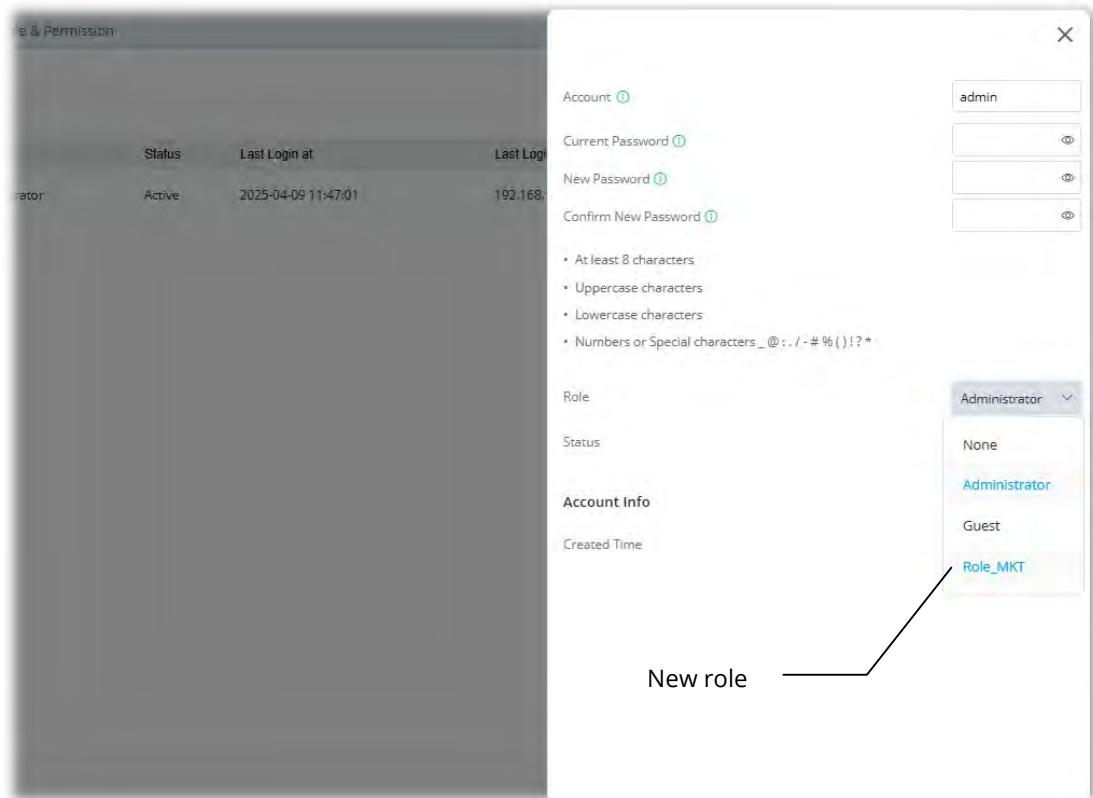 le & Permission
Status Last Login at Last Logi
rator Active 2025-04-09 11:47:01 192.168.
Account
admin
Current Password
New Password
Confirm New Password
• At least 8 characters
• Uppercase characters
• Lowercase characters
• Numbers or Special characters _ @ : . / - # % ( ) ! ? *
Role
Administrator
Status
None
Administrator
Account Info
Guest
Created Time
Role_MKT
New role